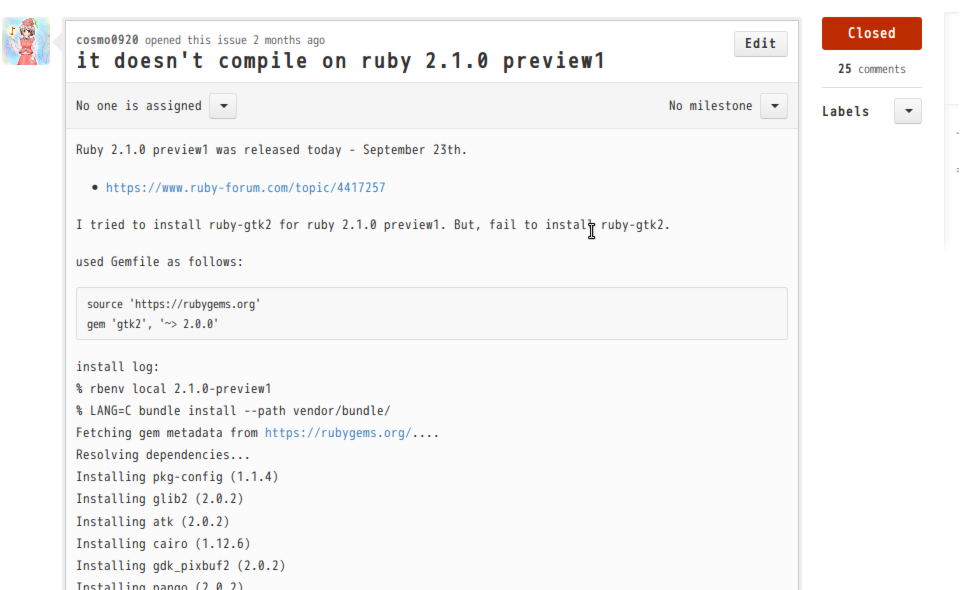 cosmo0920 opened this issue 2 months ago
it doesn't compile on ruby 2.1.0 preview1
Edit
Closed
25 comments
No one is assigned
No milestone
Labels
Ruby 2.1.0 preview1 was released today - September 23th.
• https://www.ruby-forum.com/topic/4417257
I tried to install ruby-gtk2 for ruby 2.1.0 preview1. But, fail to install ruby-gtk2.
used Gemfile as follows:
source 'https://rubygems.org'
gem 'gtk2', '~> 2.0.0'
install log:
% rbenv local 2.1.0-preview1
% LANG=C bundle install --path vendor/bundle/
Fetching gem metadata from https://rubygems.org/....
Resolving dependencies...
Installing pkg-config (1.1.4)
Installing glib2 (2.0.2)
Installing atk (2.0.2)
Installing cairo (1.12.6)
Installing gdk_pixbuf2 (2.0.2)
Installing pango (2.0.2)